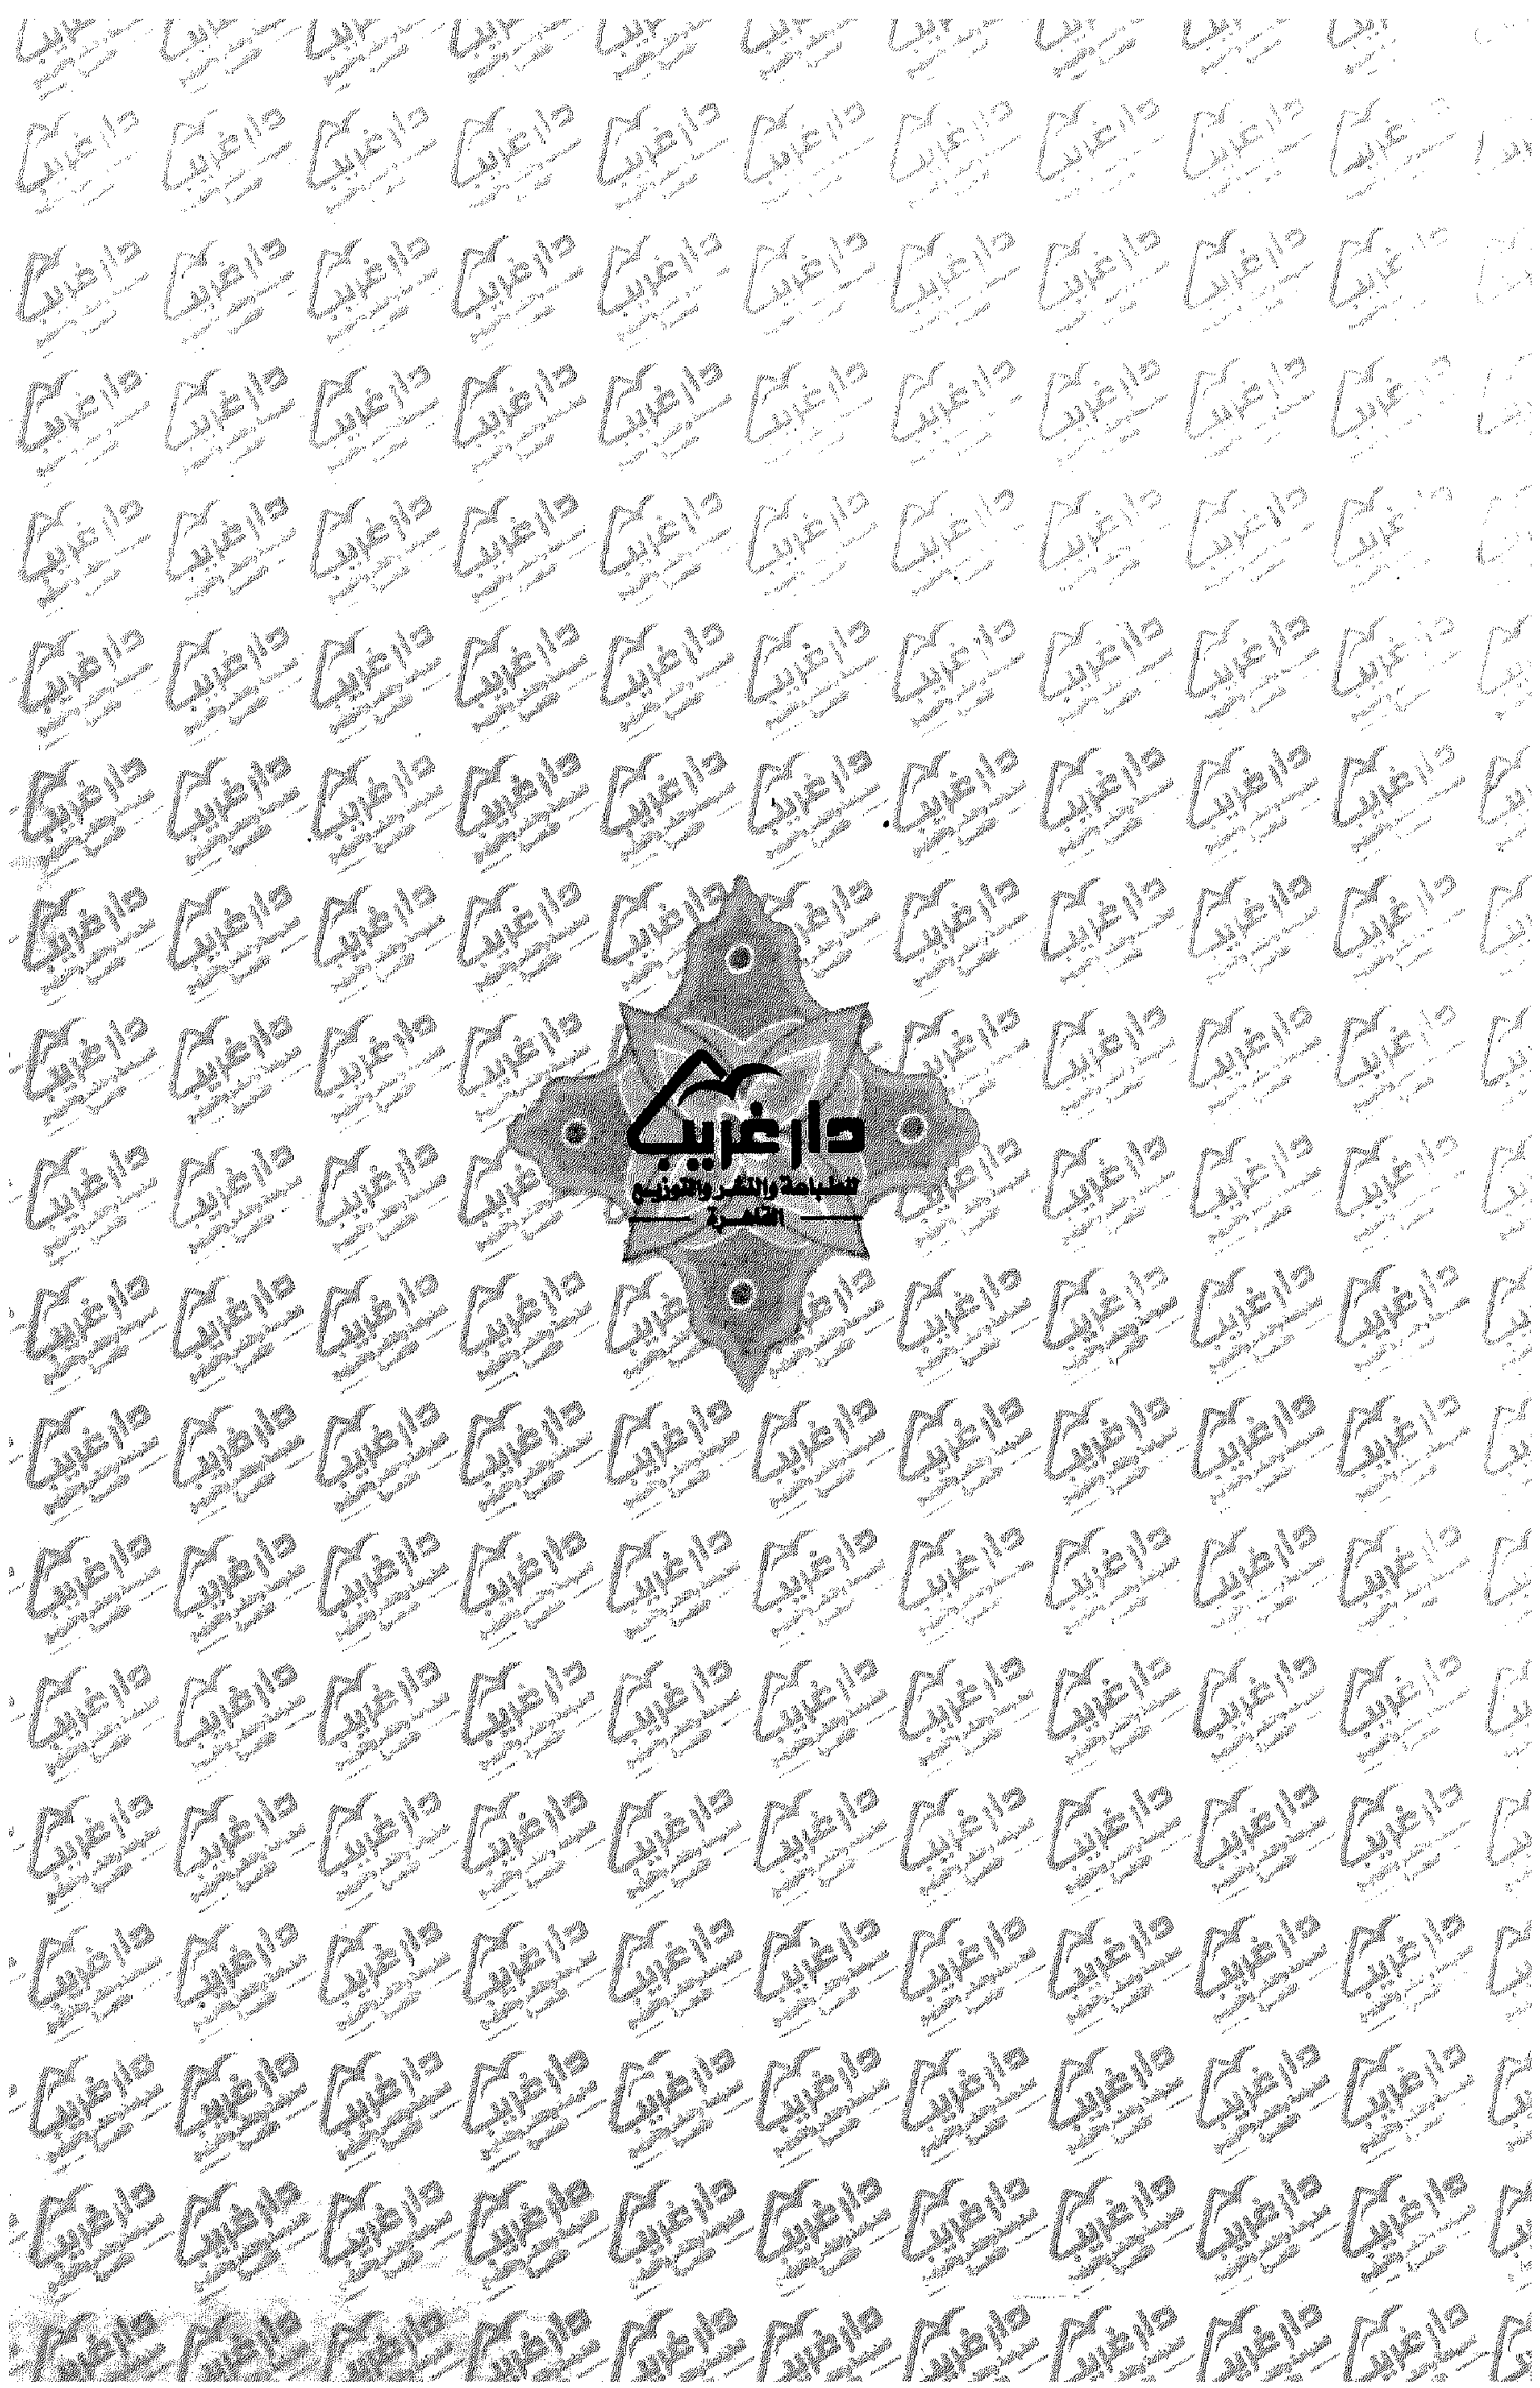 دار غريب
للطباعة والنشر والتوزيع
القاهرة